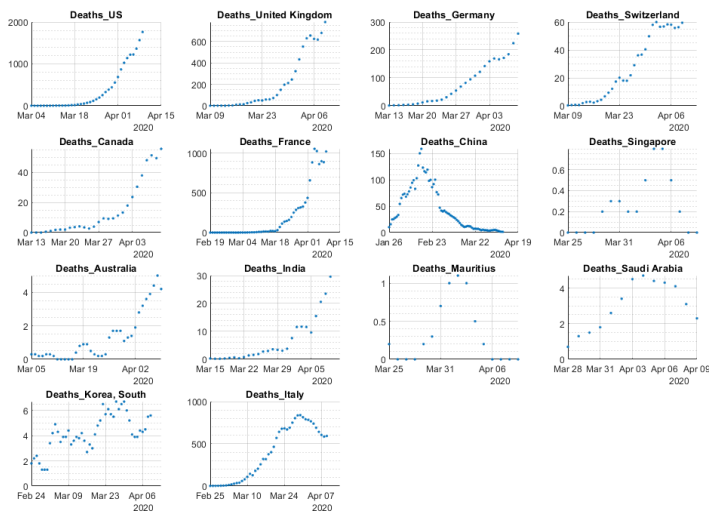 Deaths_US
2000
1000
0
Mar 04
Mar 18
Apr 01
Apr 15
2020
Deaths_United Kingdom
600
400
200
0
Mar 09
Mar 23
Apr 06
2020
Deaths_Germany
300
200
100
0
Mar 13
Mar 20
Mar 27
Apr 03
2020
Deaths_Switzerland
60
40
20
0
Mar 09
Mar 23
Apr 06
2020
Deaths_Canada
40
20
0
Mar 13
Mar 20
Mar 27
Apr 03
2020
Deaths_France
1000
500
0
Feb 19
Mar 04
Mar 18
Apr 01
Apr 15
2020
Deaths_China
150
100
50
0
Jan 26
Feb 23
Mar 22
Apr 19
2020
Deaths_Singapore
0.8
0.6
0.4
0.2
0
Mar 25
Mar 31
Apr 06
2020
Deaths_Australia
4
2
0
Mar 05
Mar 19
Apr 02
2020
Deaths_India
30
20
10
0
Mar 15
Mar 22
Mar 29
Apr 05
2020
Deaths_Mauritius
1
0.5
0
Mar 25
Mar 31
Apr 06
2020
Deaths_Saudi Arabia
4
2
0
Mar 28
Mar 31
Apr 03
Apr 06
Apr 09
2020
Deaths_Korea, South
6
4
2
0
Feb 24
Mar 09
Mar 23
Apr 06
2020
Deaths_Italy
1000
500
0
Feb 25
Mar 10
Mar 24
Apr 07
2020